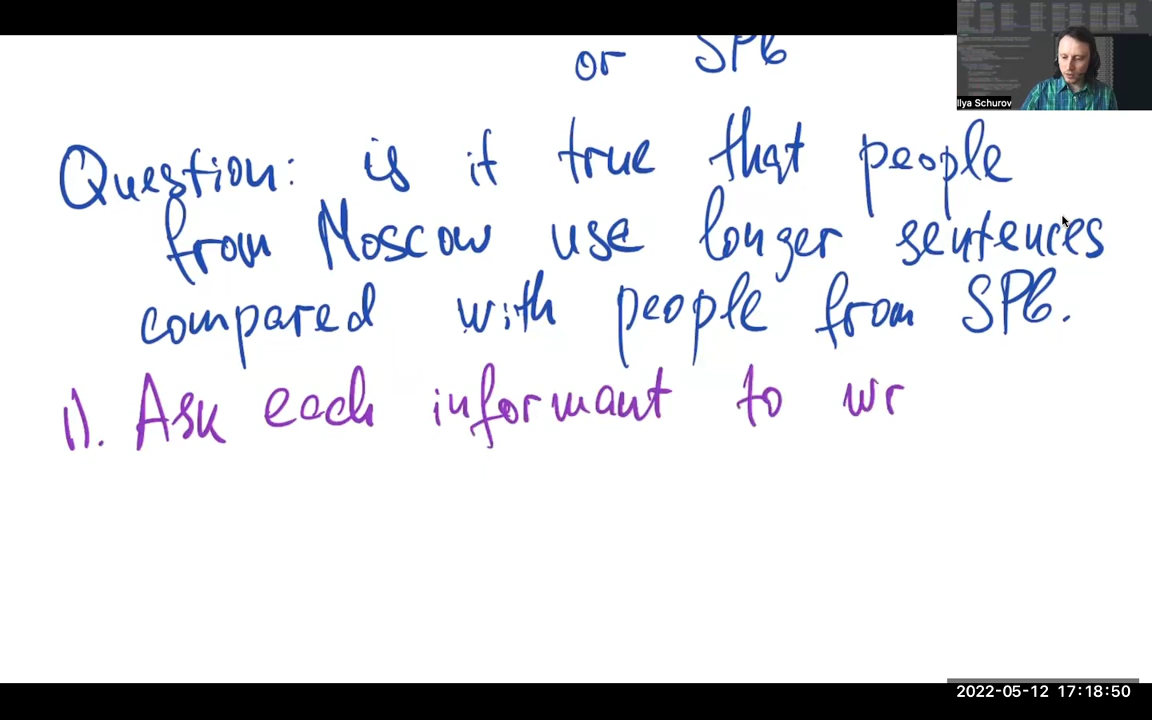 or SPb
Ilya Schurov
Question: is it true that people
from Moscow use longer sentences
compared with people from SPb.
1). Ask each informant to wr
2022-05-12 17:18:50